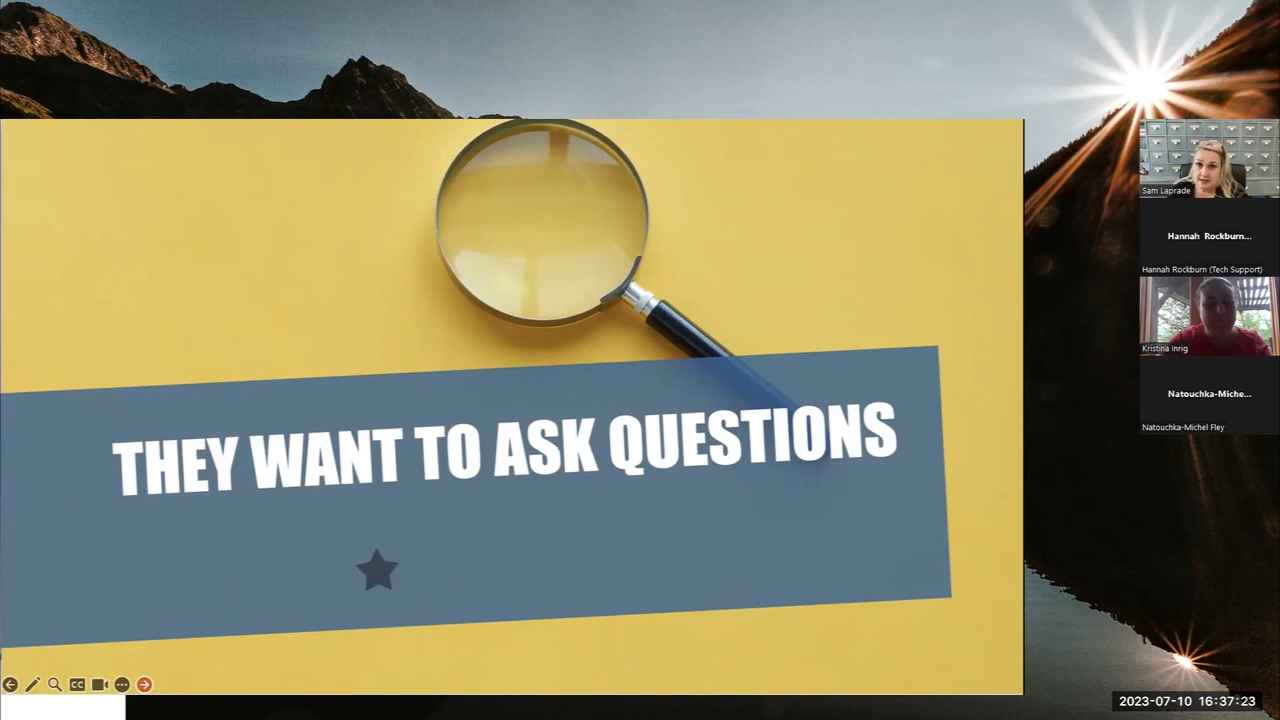 THEY WANT TO ASK QUESTIONS
CC
Sam Laprade
Hannah Rockburn...
Hannah Rockburn (Tech Support)
Kristina Inrig
Natouchka-Miche...
Natouchka-Michel Fley
2023-07-10 16:37:23